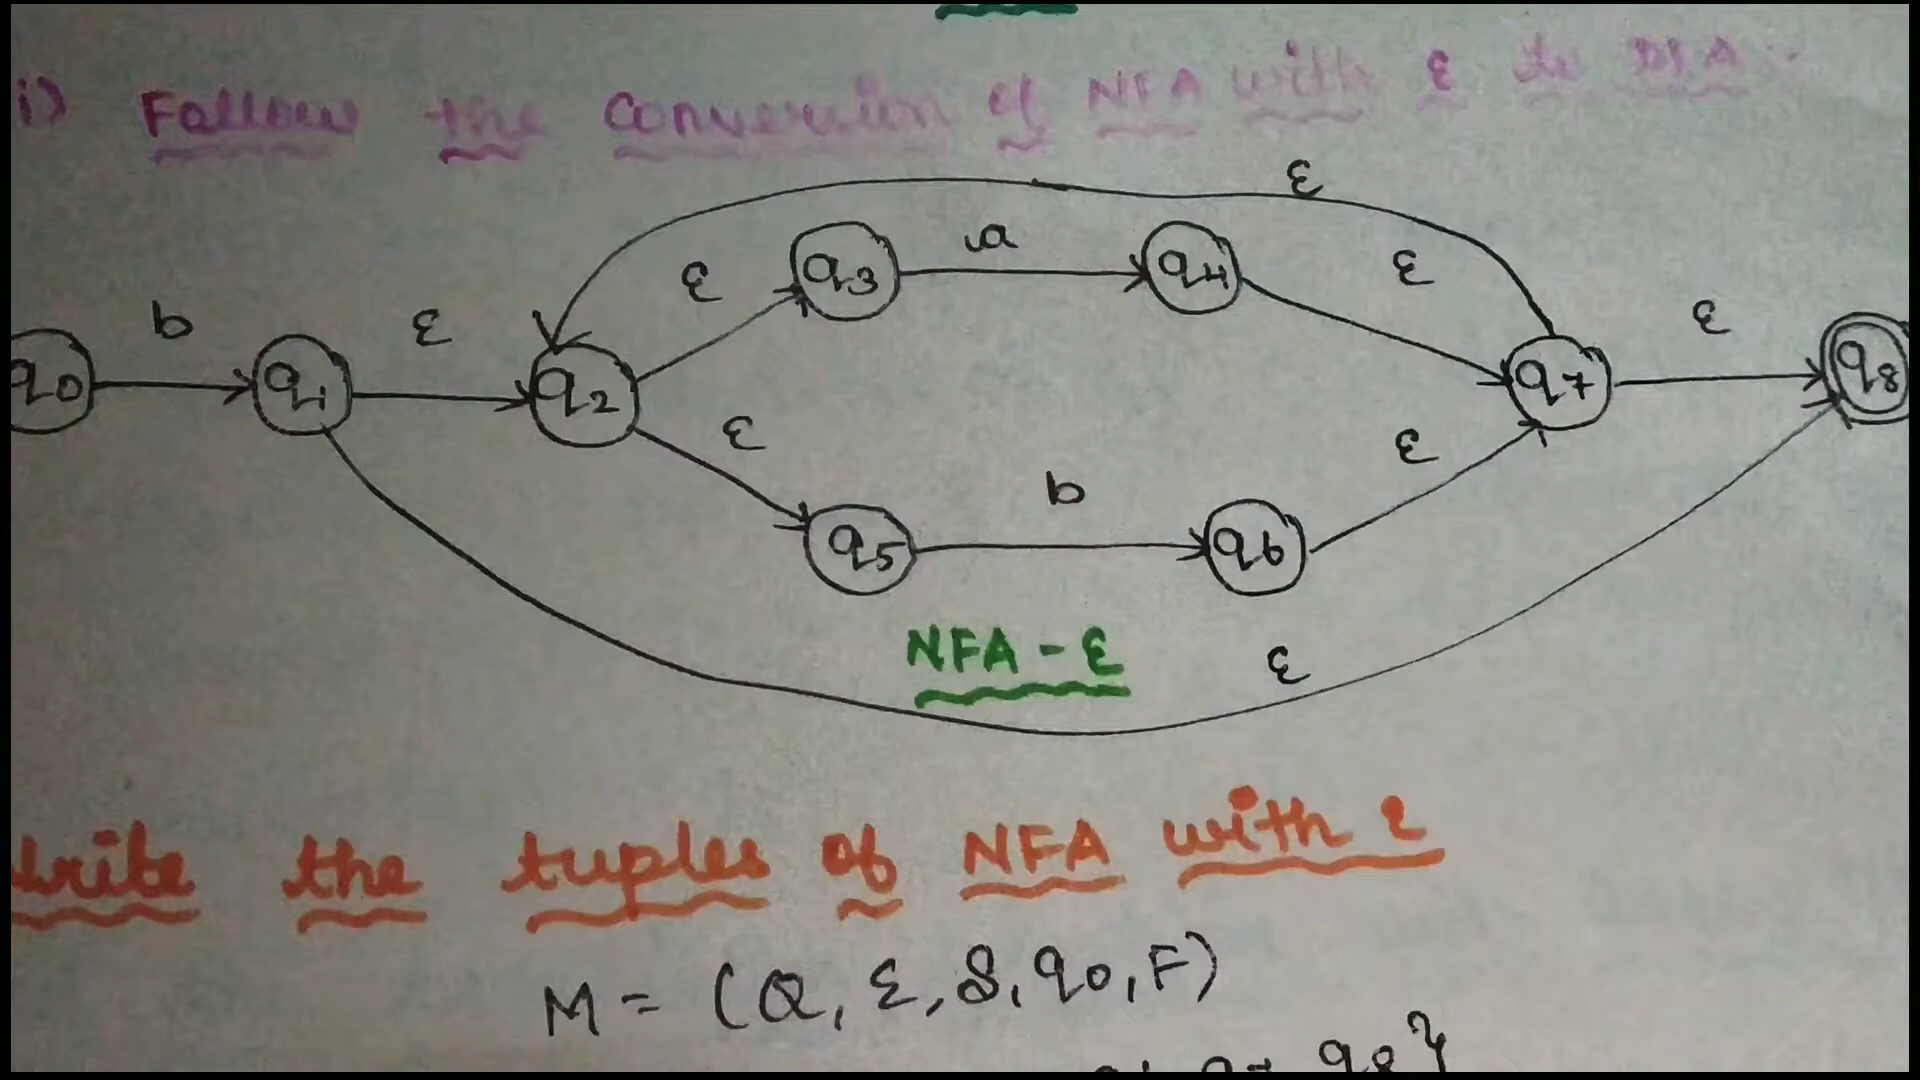 i) Follow the Conversion of NFA with ε to DFA.
ε
ε a ε
b ε q3 q4 ε
q0 q1 q2 q7 q8
ε ε
b
q5 q6
NFA - ε
ε
Write the tuples of NFA with ε
M = (Q, Σ, δ, q0, F)
q8}